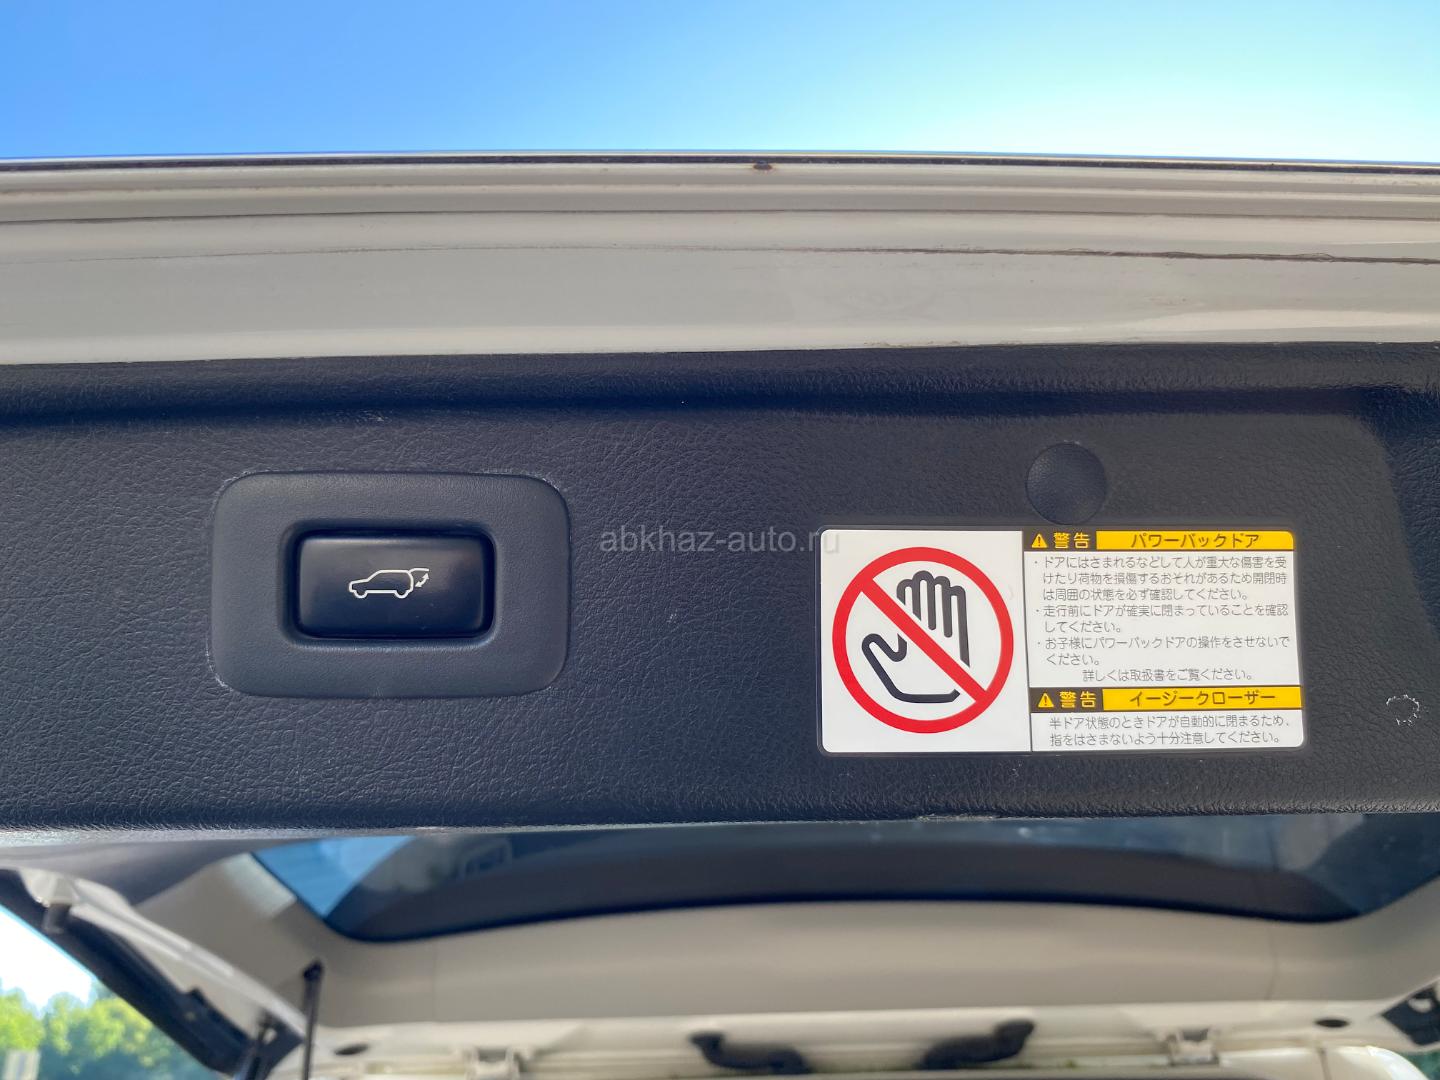 abkhaz-auto.ru
警告 パワーバックドア
・ドアにはさまれるなどして人が重大な傷害を受
けたり荷物を損傷するおそれがあるため開閉時
は周囲の状態を必ず確認してください。
・走行前にドアが確実に閉まっていることを確認
してください。
・お子様にパワーバックドアの操作をさせないで
ください。
詳しくは取扱書をご覧ください。
警告 イージークローザー
半ドア状態のときドアが自動的に閉まるため、
指をはさまないよう十分注意してください。